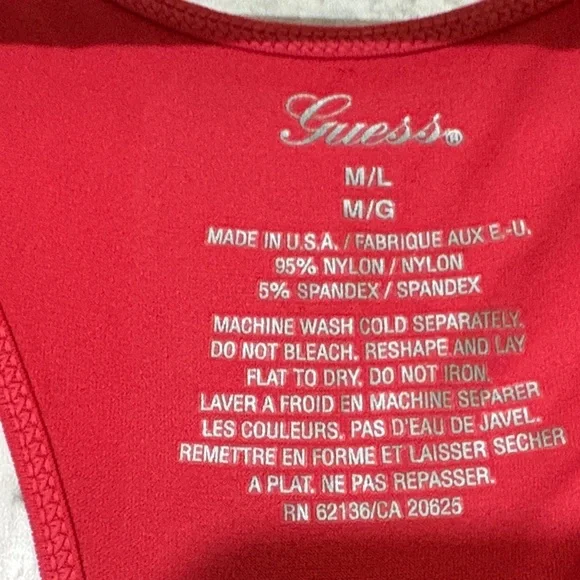 Guess®
M/L
M/G
MADE IN U.S.A. / FABRIQUE AUX E.-U.
95% NYLON / NYLON
5% SPANDEX / SPANDEX
MACHINE WASH COLD SEPARATELY.
DO NOT BLEACH. RESHAPE AND LAY
FLAT TO DRY. DO NOT IRON.
LAVER A FROID EN MACHINE SEPARER
LES COULEURS. PAS D'EAU DE JAVEL.
REMETTRE EN FORME ET LAISSER SECHER
A PLAT. NE PAS REPASSER.
RN 62136/CA 20625